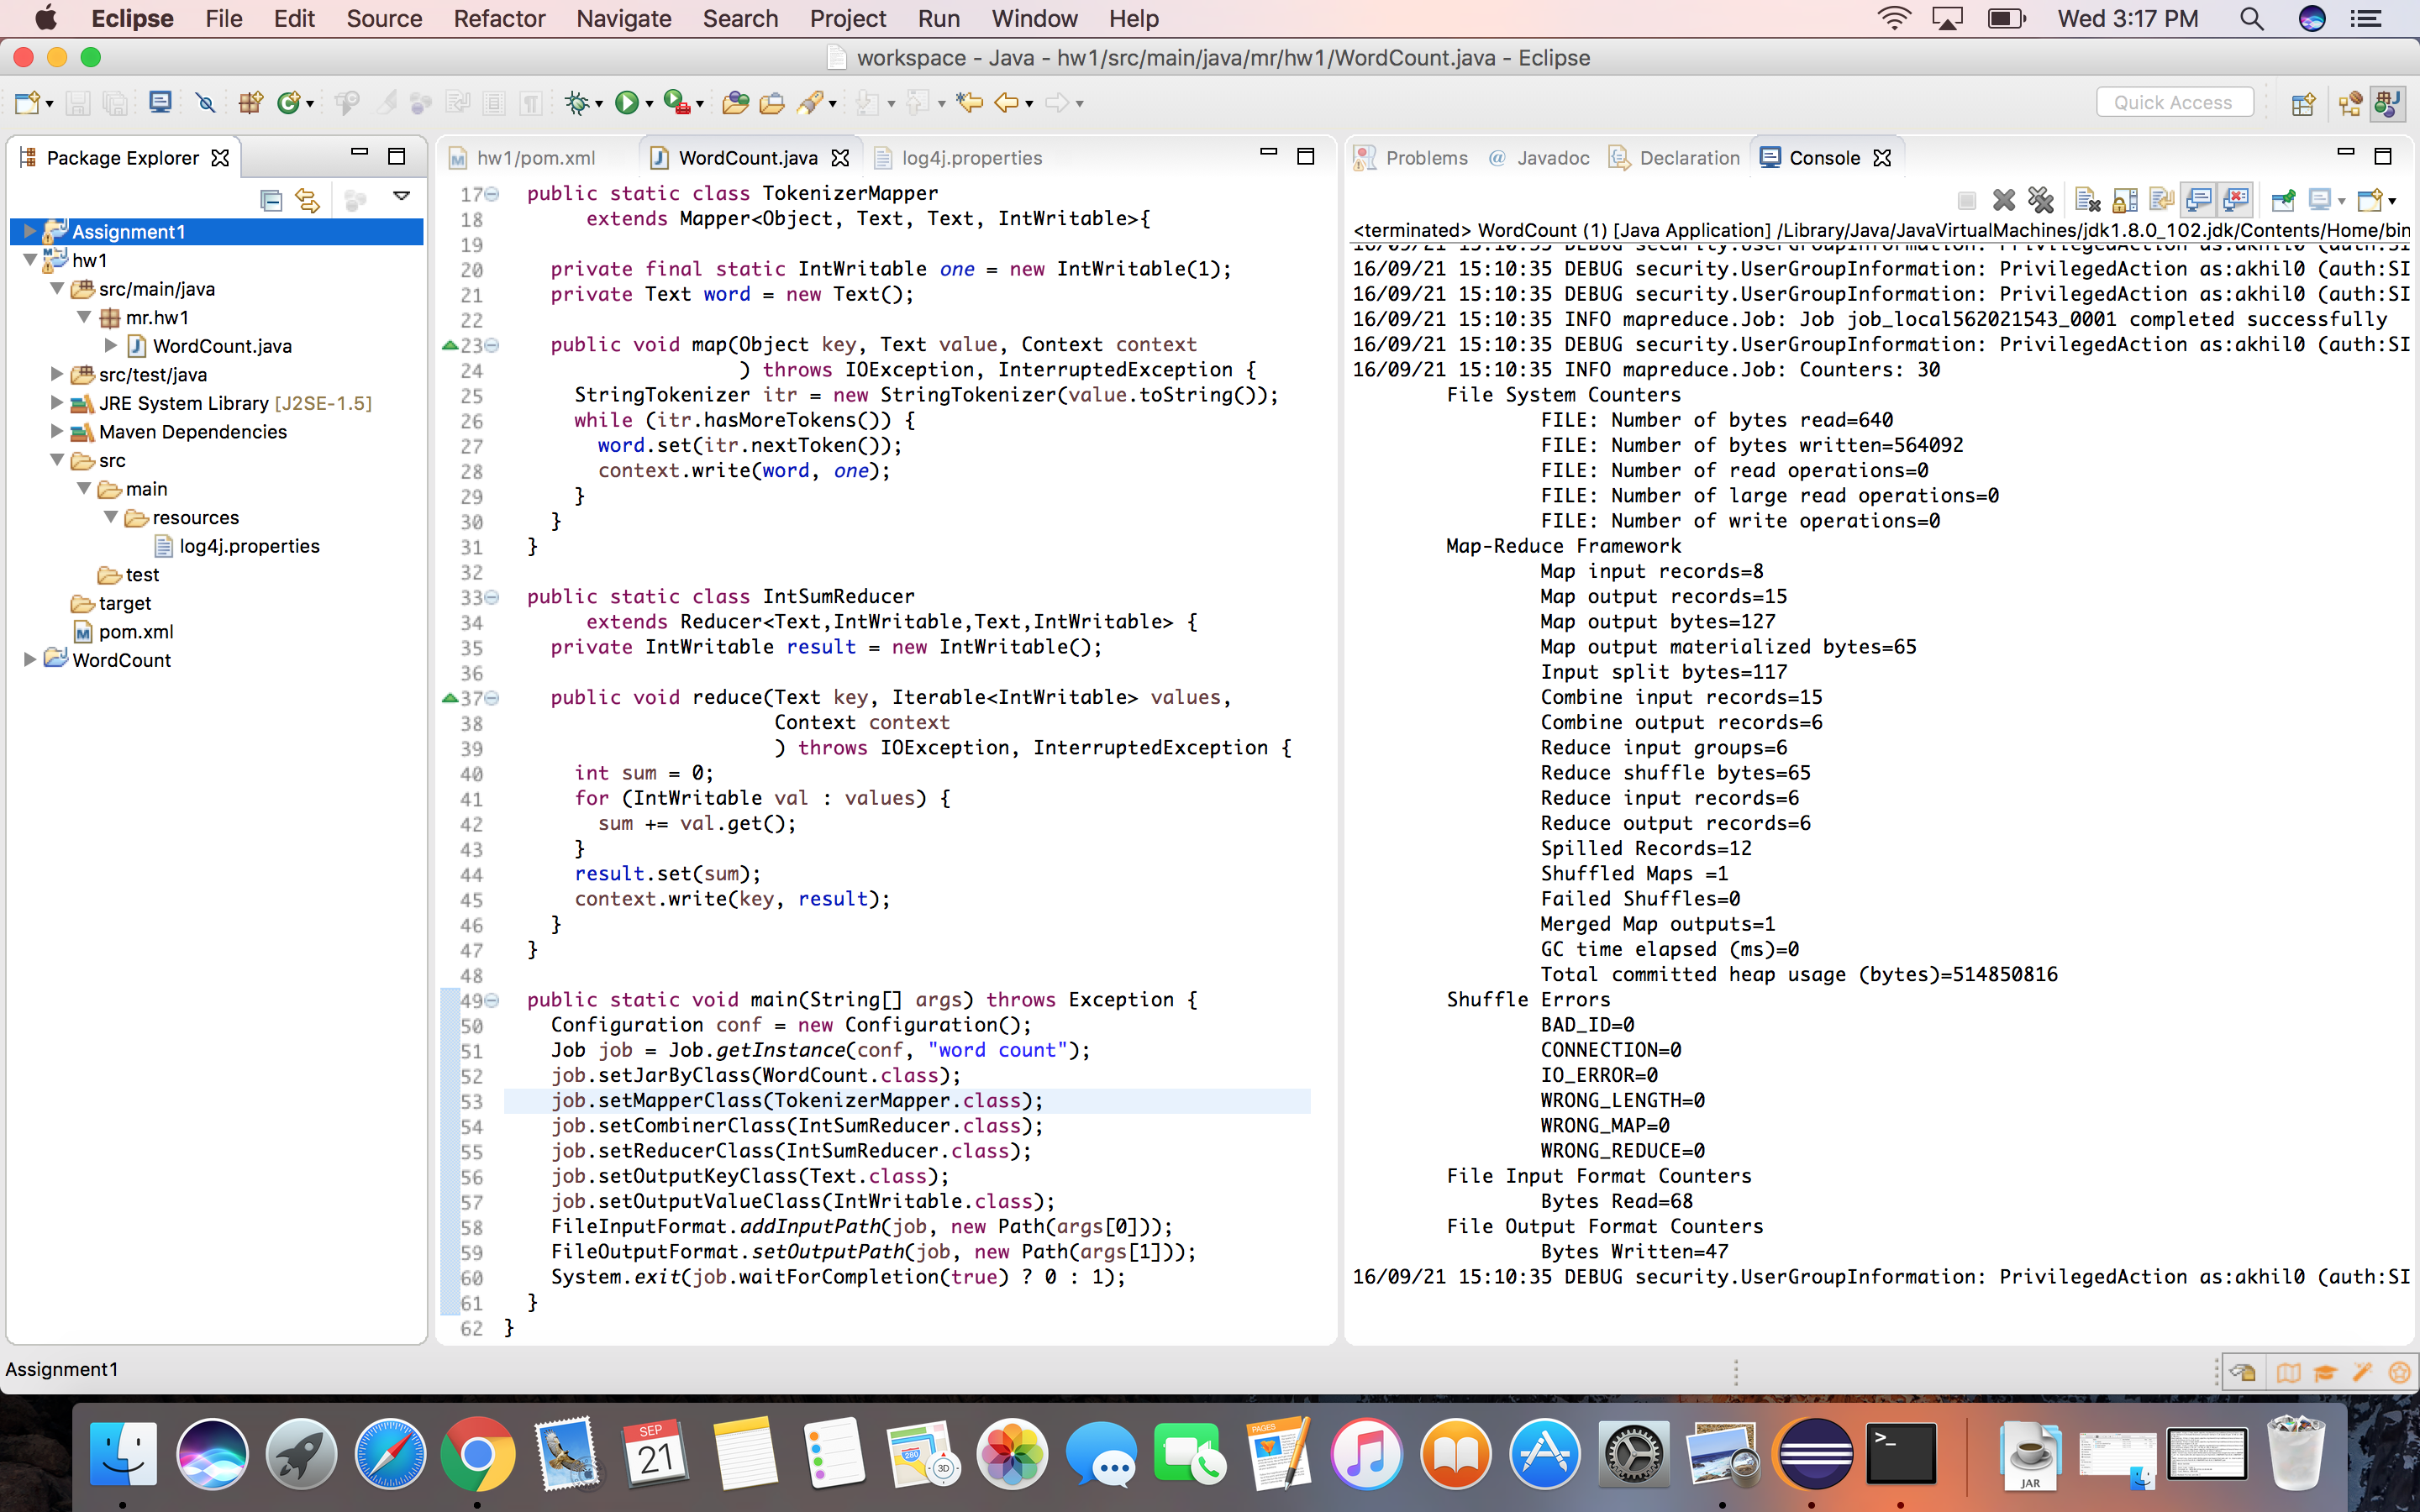 Eclipse File Edit Source Refactor Navigate Search Project Run Window Help Wed 3:17 PM
workspace - Java - hw1/src/main/java/mr/hw1/WordCount.java - Eclipse
Quick Access
Package Explorer
Assignment1
hw1
src/main/java
mr.hw1
WordCount.java
src/test/java
JRE System Library [J2SE-1.5]
Maven Dependencies
src
main
resources
log4j.properties
test
target
pom.xml
WordCount
hw1/pom.xml WordCount.java log4j.properties
17 public static class TokenizerMapper
18 extends Mapper<Object, Text, Text, IntWritable>{
19
20 private final static IntWritable one = new IntWritable(1);
21 private Text word = new Text();
22
23 public void map(Object key, Text value, Context context
24 ) throws IOException, InterruptedException {
25 StringTokenizer itr = new StringTokenizer(value.toString());
26 while (itr.hasMoreTokens()) {
27 word.set(itr.nextToken());
28 context.write(word, one);
29 }
30 }
31 }
32
33 public static class IntSumReducer
34 extends Reducer<Text,IntWritable,Text,IntWritable> {
35 private IntWritable result = new IntWritable();
36
37 public void reduce(Text key, Iterable<IntWritable> values,
38 Context context
39 ) throws IOException, InterruptedException {
40 int sum = 0;
41 for (IntWritable val : values) {
42 sum += val.get();
43 }
44 result.set(sum);
45 context.write(key, result);
46 }
47 }
48
49 public static void main(String[] args) throws Exception {
50 Configuration conf = new Configuration();
51 Job job = Job.getInstance(conf, "word count");
52 job.setJarByClass(WordCount.class);
53 job.setMapperClass(TokenizerMapper.class);
54 job.setCombinerClass(IntSumReducer.class);
55 job.setReducerClass(IntSumReducer.class);
56 job.setOutputKeyClass(Text.class);
57 job.setOutputValueClass(IntWritable.class);
58 FileInputFormat.addInputPath(job, new Path(args[0]));
59 FileOutputFormat.setOutputPath(job, new Path(args[1]));
60 System.exit(job.waitForCompletion(true) ? 0 : 1);
61 }
62 }
Problems @ Javadoc Declaration Console
<terminated> WordCount (1) [Java Application] /Library/Java/JavaVirtualMachines/jdk1.8.0_102.jdk/Contents/Home/bin
16/09/21 15:10:35 DEBUG security.UserGroupInformation: PrivilegedAction as:akhil0 (auth:SI
16/09/21 15:10:35 DEBUG security.UserGroupInformation: PrivilegedAction as:akhil0 (auth:SI
16/09/21 15:10:35 DEBUG security.UserGroupInformation: PrivilegedAction as:akhil0 (auth:SI
16/09/21 15:10:35 INFO mapreduce.Job: Job job_local562021543_0001 completed successfully
16/09/21 15:10:35 DEBUG security.UserGroupInformation: PrivilegedAction as:akhil0 (auth:SI
16/09/21 15:10:35 INFO mapreduce.Job: Counters: 30
File System Counters
FILE: Number of bytes read=640
FILE: Number of bytes written=564092
FILE: Number of read operations=0
FILE: Number of large read operations=0
FILE: Number of write operations=0
Map-Reduce Framework
Map input records=8
Map output records=15
Map output bytes=127
Map output materialized bytes=65
Input split bytes=117
Combine input records=15
Combine output records=6
Reduce input groups=6
Reduce shuffle bytes=65
Reduce input records=6
Reduce output records=6
Spilled Records=12
Shuffled Maps =1
Failed Shuffles=0
Merged Map outputs=1
GC time elapsed (ms)=0
Total committed heap usage (bytes)=514850816
Shuffle Errors
BAD_ID=0
CONNECTION=0
IO_ERROR=0
WRONG_LENGTH=0
WRONG_MAP=0
WRONG_REDUCE=0
File Input Format Counters
Bytes Read=68
File Output Format Counters
Bytes Written=47
16/09/21 15:10:35 DEBUG security.UserGroupInformation: PrivilegedAction as:akhil0 (auth:SI
Assignment1
SEP
21
280
3D
PAGES
>_
JAR